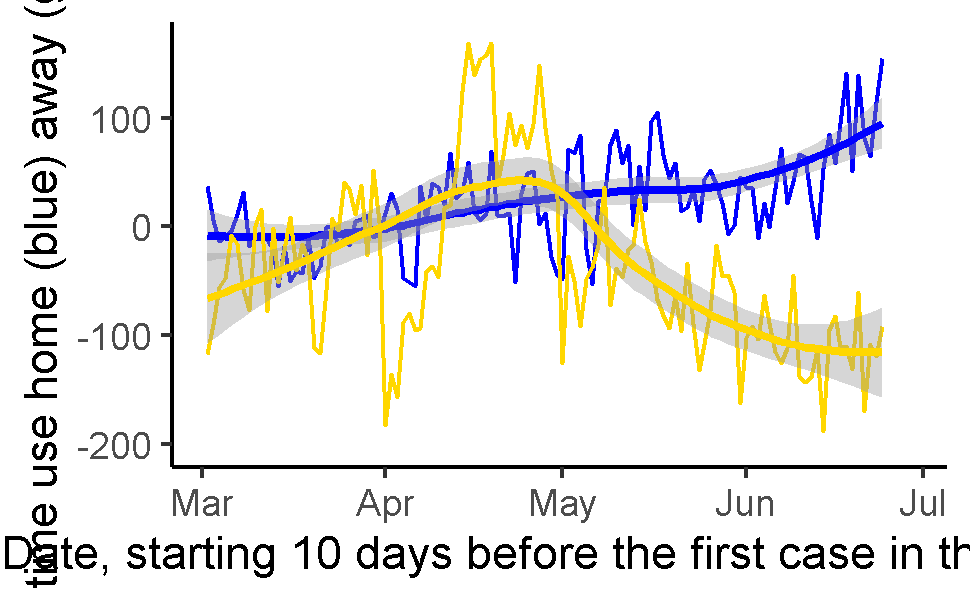 time use home (blue) away (
100
0
-100
-200
Mar Apr May Jun Jul
Date, starting 10 days before the first case in th